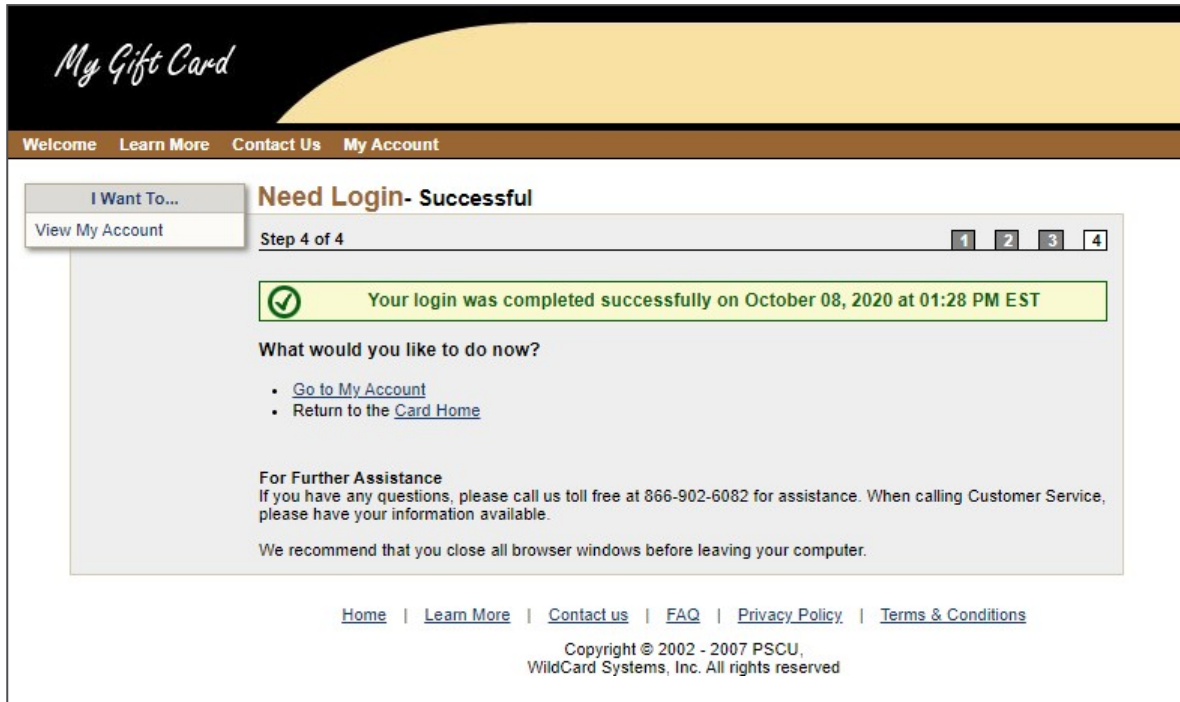 My Gift Card
Welcome Learn More Contact Us My Account
I Want To...
View My Account
Need Login- Successful
Step 4 of 4
1 2 3 4
Your login was completed successfully on October 08, 2020 at 01:28 PM EST
What would you like to do now?
• Go to My Account
• Return to the Card Home
For Further Assistance
If you have any questions, please call us toll free at 866-902-6082 for assistance. When calling Customer Service,
please have your information available.
We recommend that you close all browser windows before leaving your computer.
Home | Learn More | Contact us | FAQ | Privacy Policy | Terms & Conditions
Copyright © 2002 - 2007 PSCU,
WildCard Systems, Inc. All rights reserved